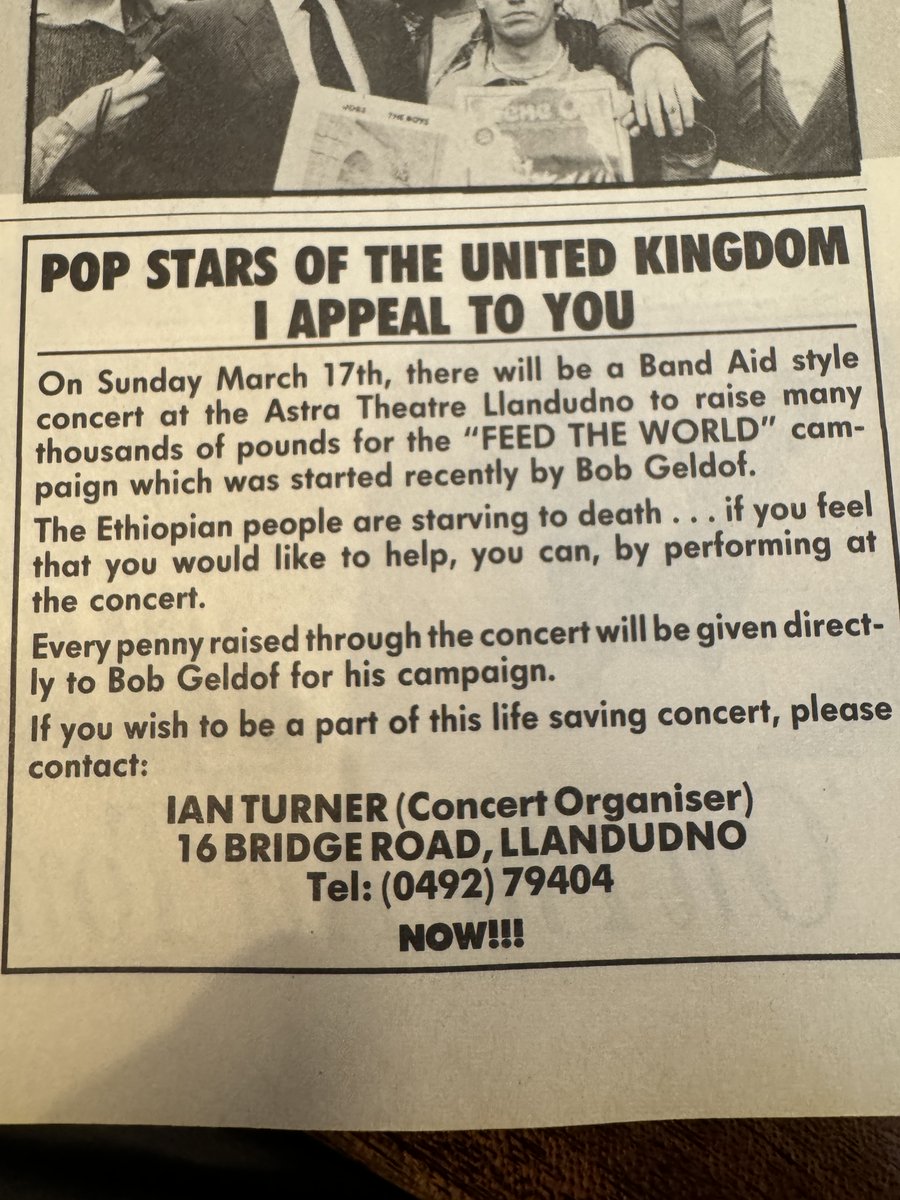 JOBS THE BOYS
POP STARS OF THE UNITED KINGDOM
I APPEAL TO YOU
On Sunday March 17th, there will be a Band Aid style
concert at the Astra Theatre Llandudno to raise many
thousands of pounds for the “FEED THE WORLD” cam-
paign which was started recently by Bob Geldof.
The Ethiopian people are starving to death . . . if you feel
that you would like to help, you can, by performing at
the concert.
Every penny raised through the concert will be given direct-
ly to Bob Geldof for his campaign.
If you wish to be a part of this life saving concert, please
contact:
IAN TURNER (Concert Organiser)
16 BRIDGE ROAD, LLANDUDNO
Tel: (0492) 79404
NOW!!!